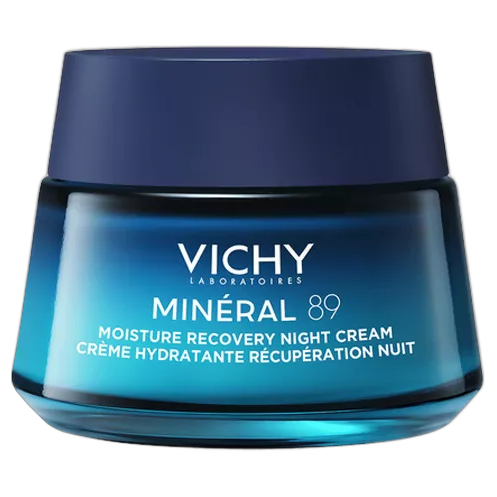 VICHY
LABORATOIRES
MINÉRAL 89
MOISTURE RECOVERY NIGHT CREAM
CRÈME HYDRATANTE RÉCUPÉRATION NUIT